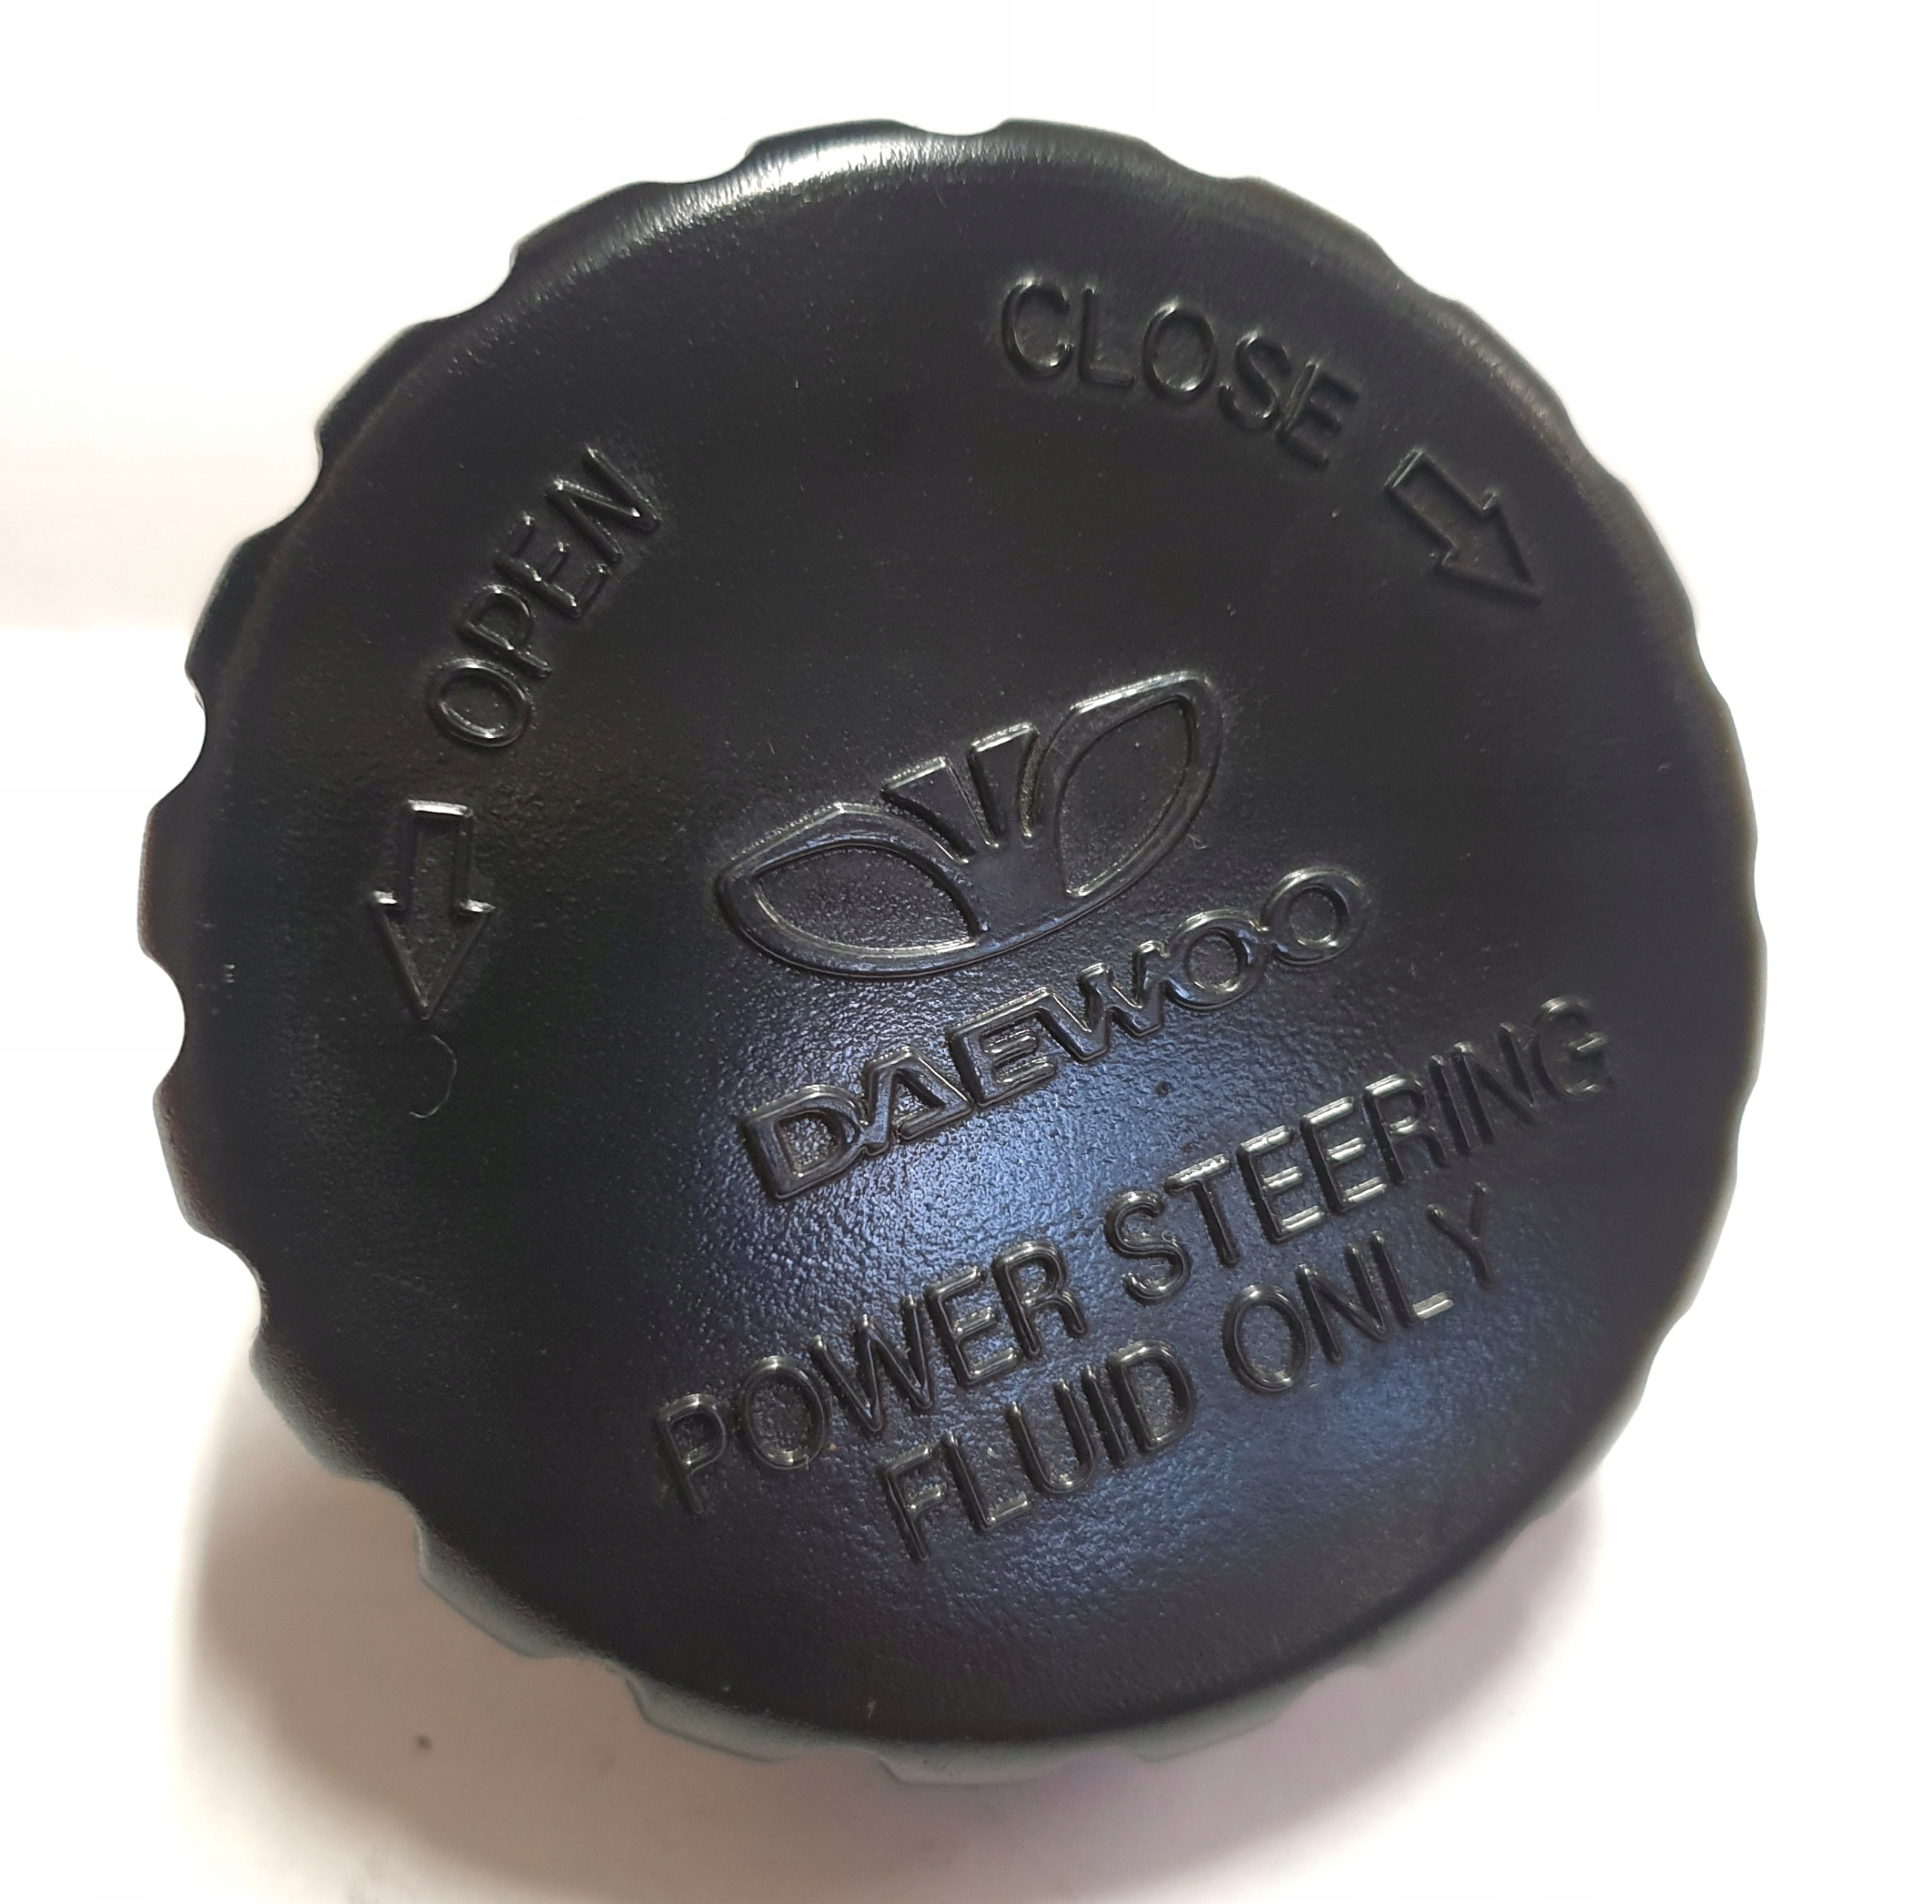 CLOSE
OPEN
DAEWOO
POWER STEERING
FLUID ONLY